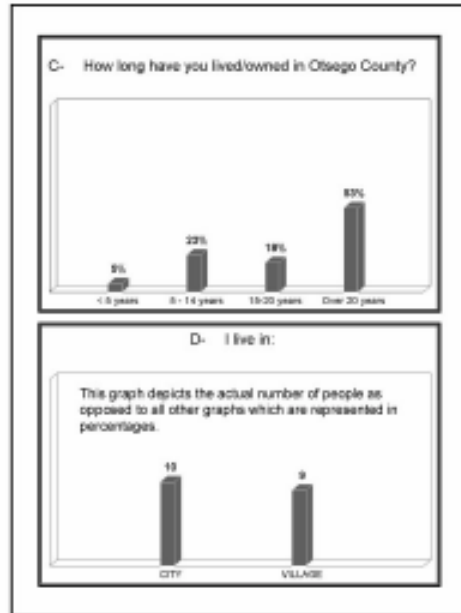 C- How long have you lived/owned in Otsego County?
53%
23%
19%
5%
< 5 years 5 - 14 years 15-20 years Over 20 years
D- I live in:
This graph depicts the actual number of people as
opposed to all other graphs which are represented in
percentages.
10
9
CITY VILLAGE